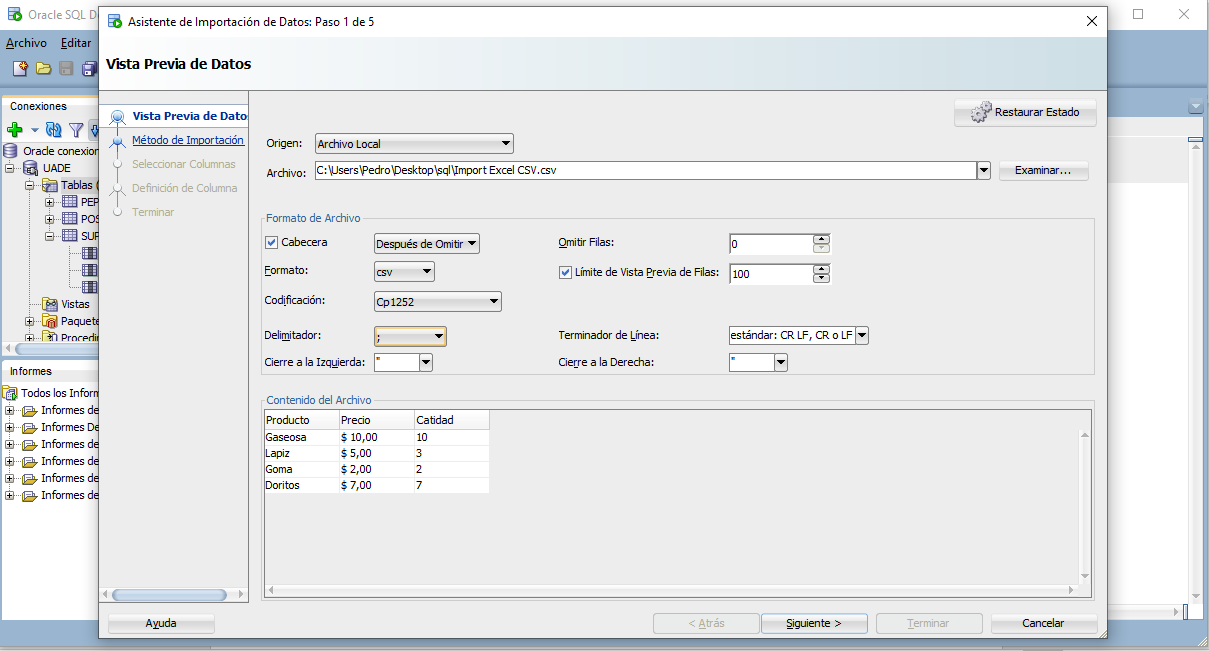 Oracle SQL D
Asistente de Importación de Datos: Paso 1 de 5
Archivo Editar
Vista Previa de Datos
Conexiones
Oracle conexion
UADE
Tablas (
PEP
POS
SUP
Vistas
Paquete
Procedin
Informes
Todos los Inform
Informes de
Informes De
Informes de
Informes de
Informes de
Informes de
Vista Previa de Datos
Método de Importación
Seleccionar Columnas
Definición de Columna
Terminar
Restaurar Estado
Origen: Archivo Local
Archivo: C:\Users\Pedro\Desktop\sql\Import Excel CSV.csv Examinar...
Formato de Archivo
Cabecera Después de Omitir Omitir Filas: 0
Formato: csv Límite de Vista Previa de Filas: 100
Codificación: Cp1252
Delimitador: ; Terminador de Línea: estándar: CR LF, CR o LF
Cierre a la Izquierda: " Cierre a la Derecha: "
Contenido del Archivo
Producto Precio Catidad
Gaseosa $ 10,00 10
Lapiz $ 5,00 3
Goma $ 2,00 2
Doritos $ 7,00 7
Ayuda < Atrás Siguiente > Terminar Cancelar